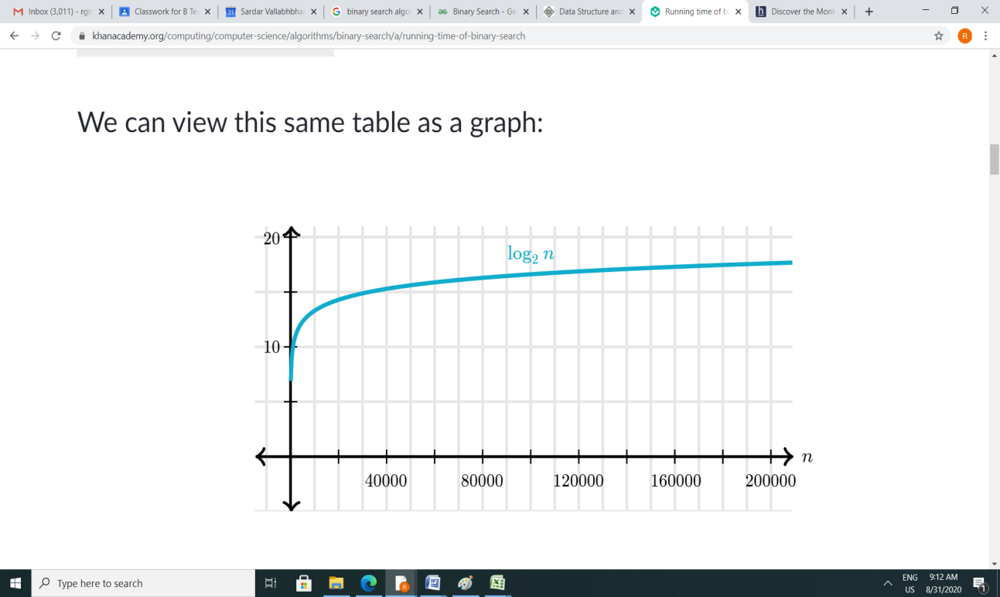 Inbox (3,011) - rgn
Classwork for B Te
Sardar Vallabhbha
binary search algo
Binary Search - Ge
Data Structure and
Running time of b
Discover the Monk
khanacademy.org/computing/computer-science/algorithms/binary-search/a/running-time-of-binary-search
R
We can view this same table as a graph:
20
log₂ n
10
n
40000 80000 120000 160000 200000
Type here to search
ENG 9:12 AM
US 8/31/2020
1